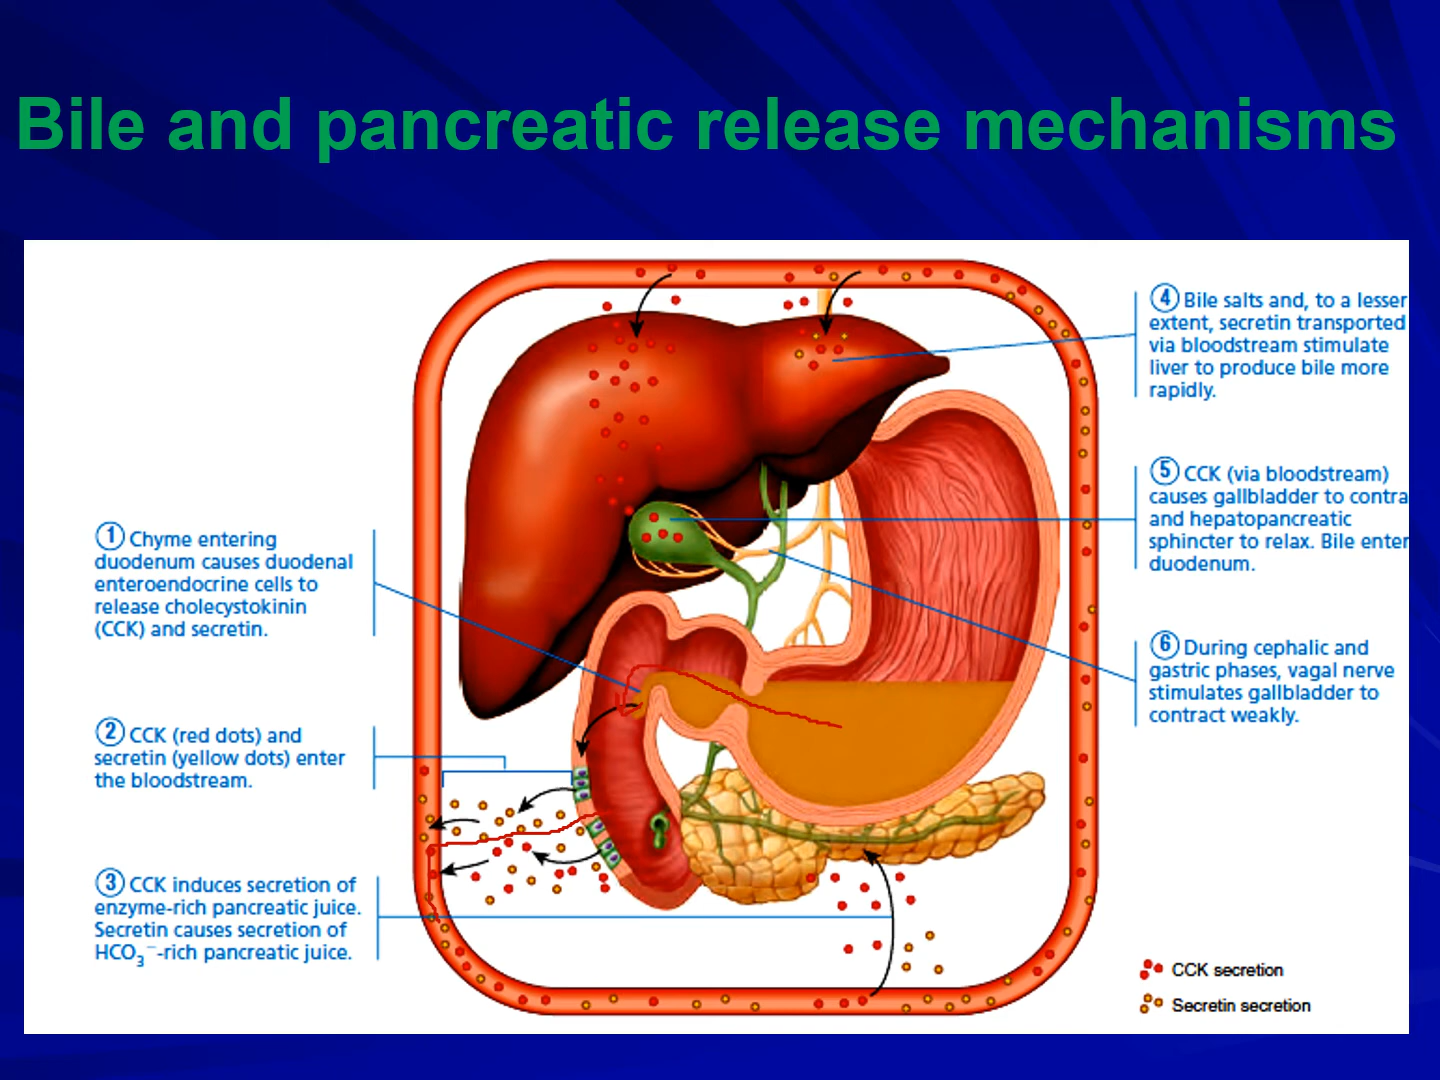 Bile and pancreatic release mechanisms
① Chyme entering
duodenum causes duodenal
enteroendocrine cells to
release cholecystokinin
(CCK) and secretin.
② CCK (red dots) and
secretin (yellow dots) enter
the bloodstream.
③ CCK induces secretion of
enzyme-rich pancreatic juice.
Secretin causes secretion of
HCO₃⁻-rich pancreatic juice.
④ Bile salts and, to a lesser
extent, secretin transported
via bloodstream stimulate
liver to produce bile more
rapidly.
⑤ CCK (via bloodstream)
causes gallbladder to contra
and hepatopancreatic
sphincter to relax. Bile enter
duodenum.
⑥ During cephalic and
gastric phases, vagal nerve
stimulates gallbladder to
contract weakly.
CCK secretion
Secretin secretion